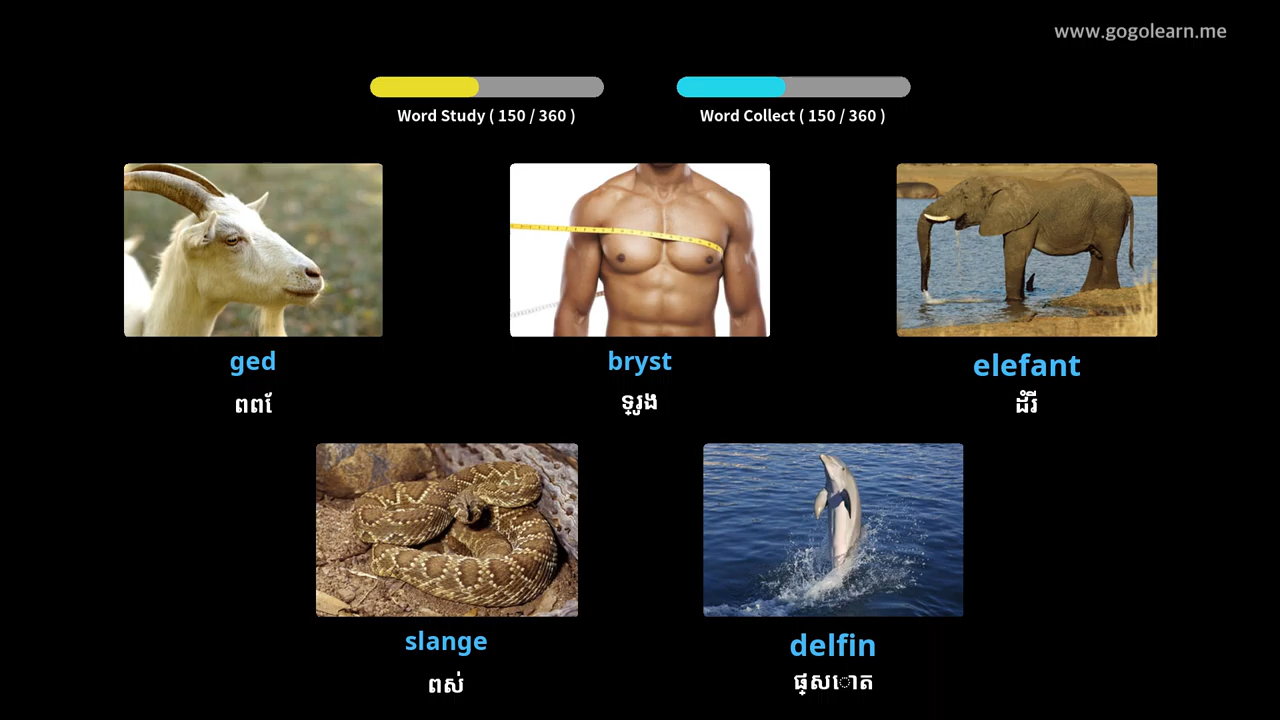 www.gogolearn.me
Word Study ( 150 / 360 )
Word Collect ( 150 / 360 )
ged
bryst
elefant
ពពែ
ទ្រូង
ដំរី
slange
delfin
ពស់
ផ្សោត